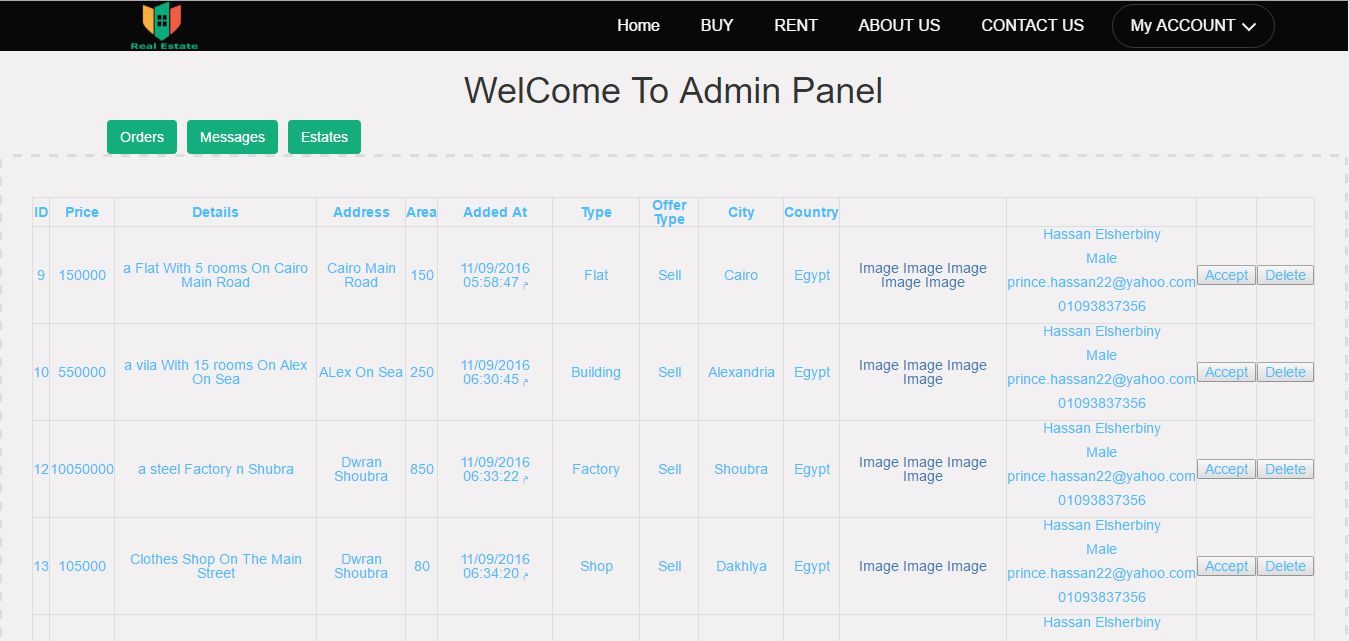 Real Estate
Home BUY RENT ABOUT US CONTACT US My ACCOUNT
WelCome To Admin Panel
Orders Messages Estates
ID Price Details Address Area Added At Type Offer Type City Country
9 150000 a Flat With 5 rooms On Cairo Main Road Cairo Main Road 150 11/09/2016 05:58:47 م Flat Sell Cairo Egypt Image Image Image Image Image Hassan Elsherbiny Male prince.hassan22@yahoo.com 01093837356 Accept Delete
10 550000 a vila With 15 rooms On Alex On Sea ALex On Sea 250 11/09/2016 06:30:45 م Building Sell Alexandria Egypt Image Image Image Image Hassan Elsherbiny Male prince.hassan22@yahoo.com 01093837356 Accept Delete
12 10050000 a steel Factory n Shubra Dwran Shoubra 850 11/09/2016 06:33:22 م Factory Sell Shoubra Egypt Image Image Image Image Hassan Elsherbiny Male prince.hassan22@yahoo.com 01093837356 Accept Delete
13 105000 Clothes Shop On The Main Street Dwran Shoubra 80 11/09/2016 06:34:20 م Shop Sell Dakhlya Egypt Image Image Image Hassan Elsherbiny Male prince.hassan22@yahoo.com 01093837356 Accept Delete
Hassan Elsherbiny